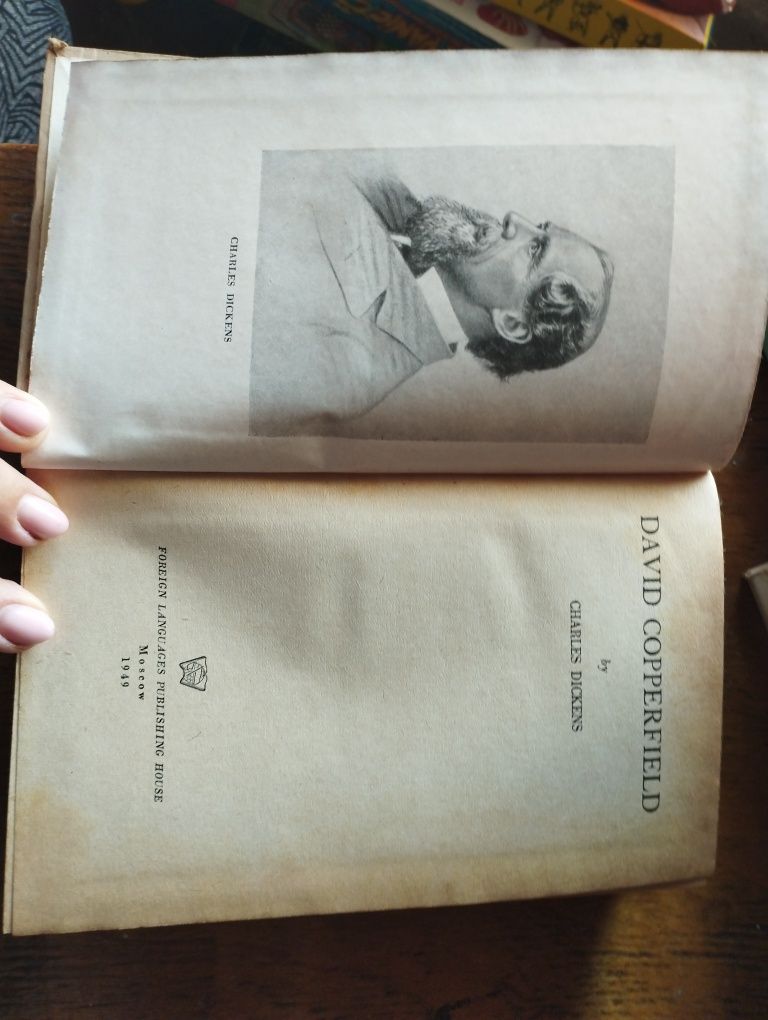 CHARLES DICKENS
DAVID COPPERFIELD
by
CHARLES DICKENS
FOREIGN LANGUAGES PUBLISHING HOUSE
Moscow
1949